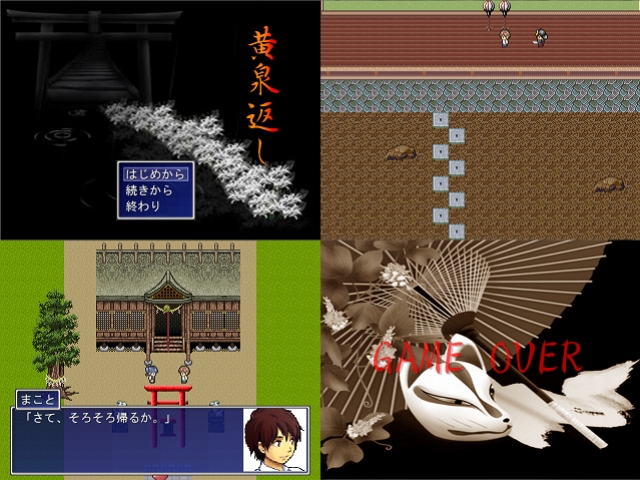 黄泉返し
はじめから
続きから
終わり
まこと
「さて、そろそろ帰るか。」
GAME OVER